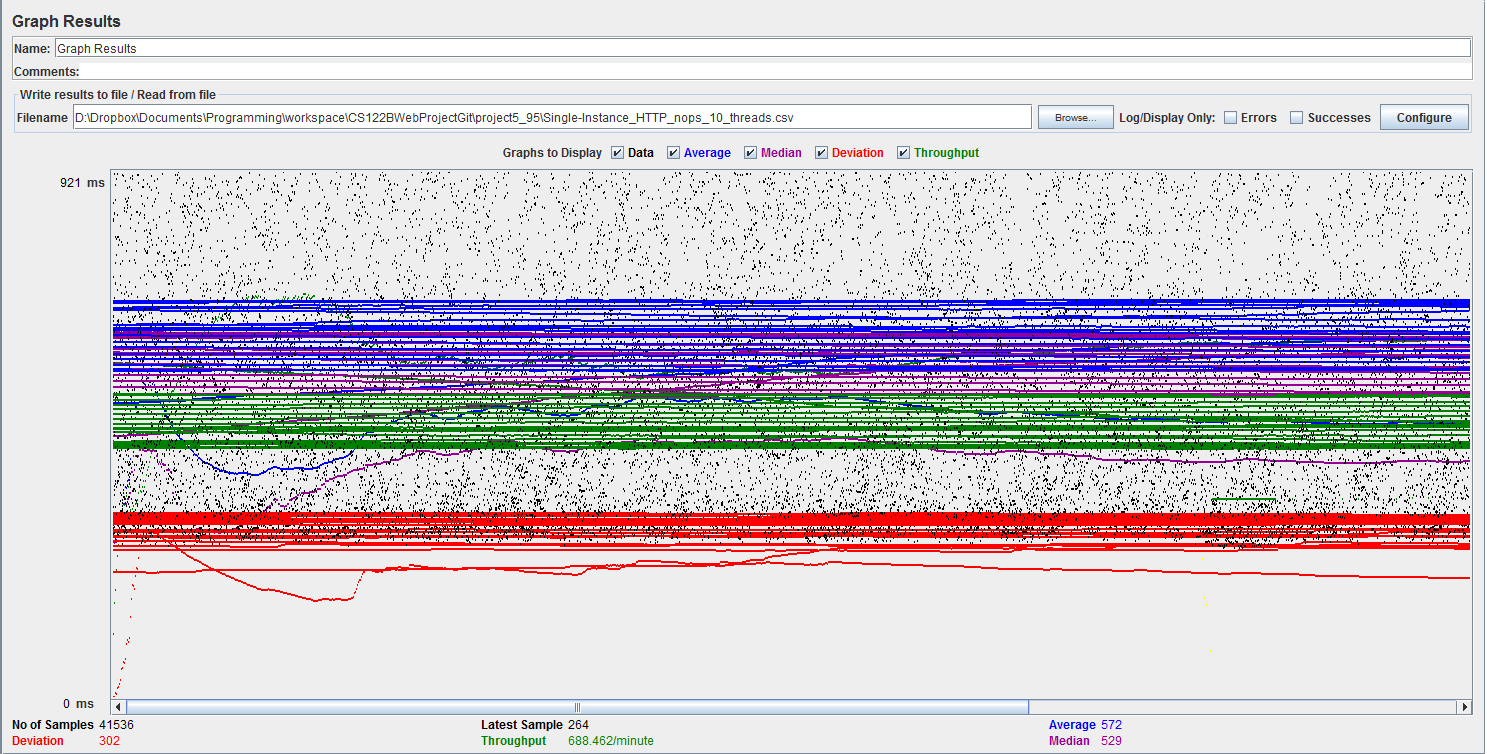 Graph Results
Name: Graph Results
Comments:
Write results to file / Read from file
Filename D:\Dropbox\Documents\Programming\workspace\CS122BWebProjectGit\project5_95\Single-Instance_HTTP_nops_10_threads.csv Browse... Log/Display Only: Errors Successes Configure
Graphs to Display Data Average Median Deviation Throughput
921 ms
0 ms
No of Samples 41536 Latest Sample 264 Average 572
Deviation 302 Throughput 688.462/minute Median 529